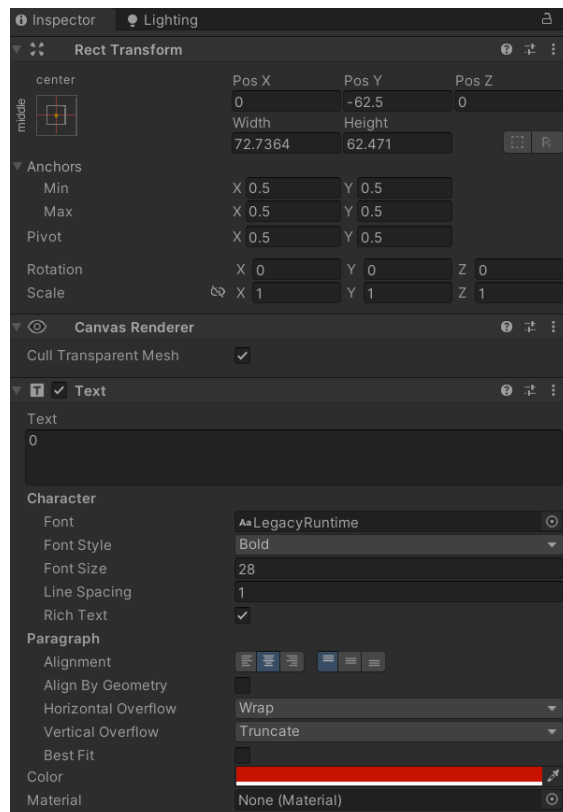 Inspector Lighting
Rect Transform
center Pos X Pos Y Pos Z
middle 0 -62.5 0
Width Height
72.7364 62.471 R
Anchors
Min X 0.5 Y 0.5
Max X 0.5 Y 0.5
Pivot X 0.5 Y 0.5
Rotation X 0 Y 0 Z 0
Scale X 1 Y 1 Z 1
Canvas Renderer
Cull Transparent Mesh
T Text
Text
0
Character
Font Aa LegacyRuntime
Font Style Bold
Font Size 28
Line Spacing 1
Rich Text
Paragraph
Alignment
Align By Geometry
Horizontal Overflow Wrap
Vertical Overflow Truncate
Best Fit
Color
Material None (Material)